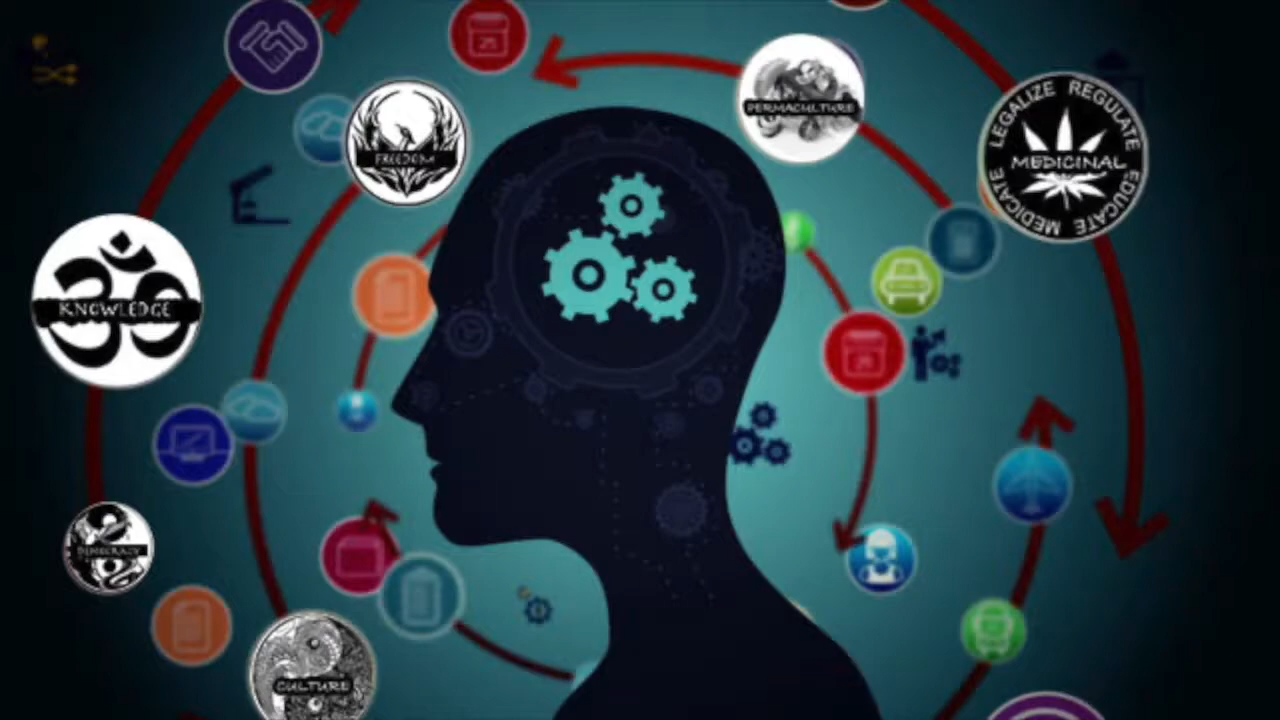 PERMACULTURE
FREEDOM
LEGALIZE REGULATE
MEDICINAL
EDUCATE MEDICATE
ॐ
KNOWLEDGE
DEMOCRACY
CULTURE